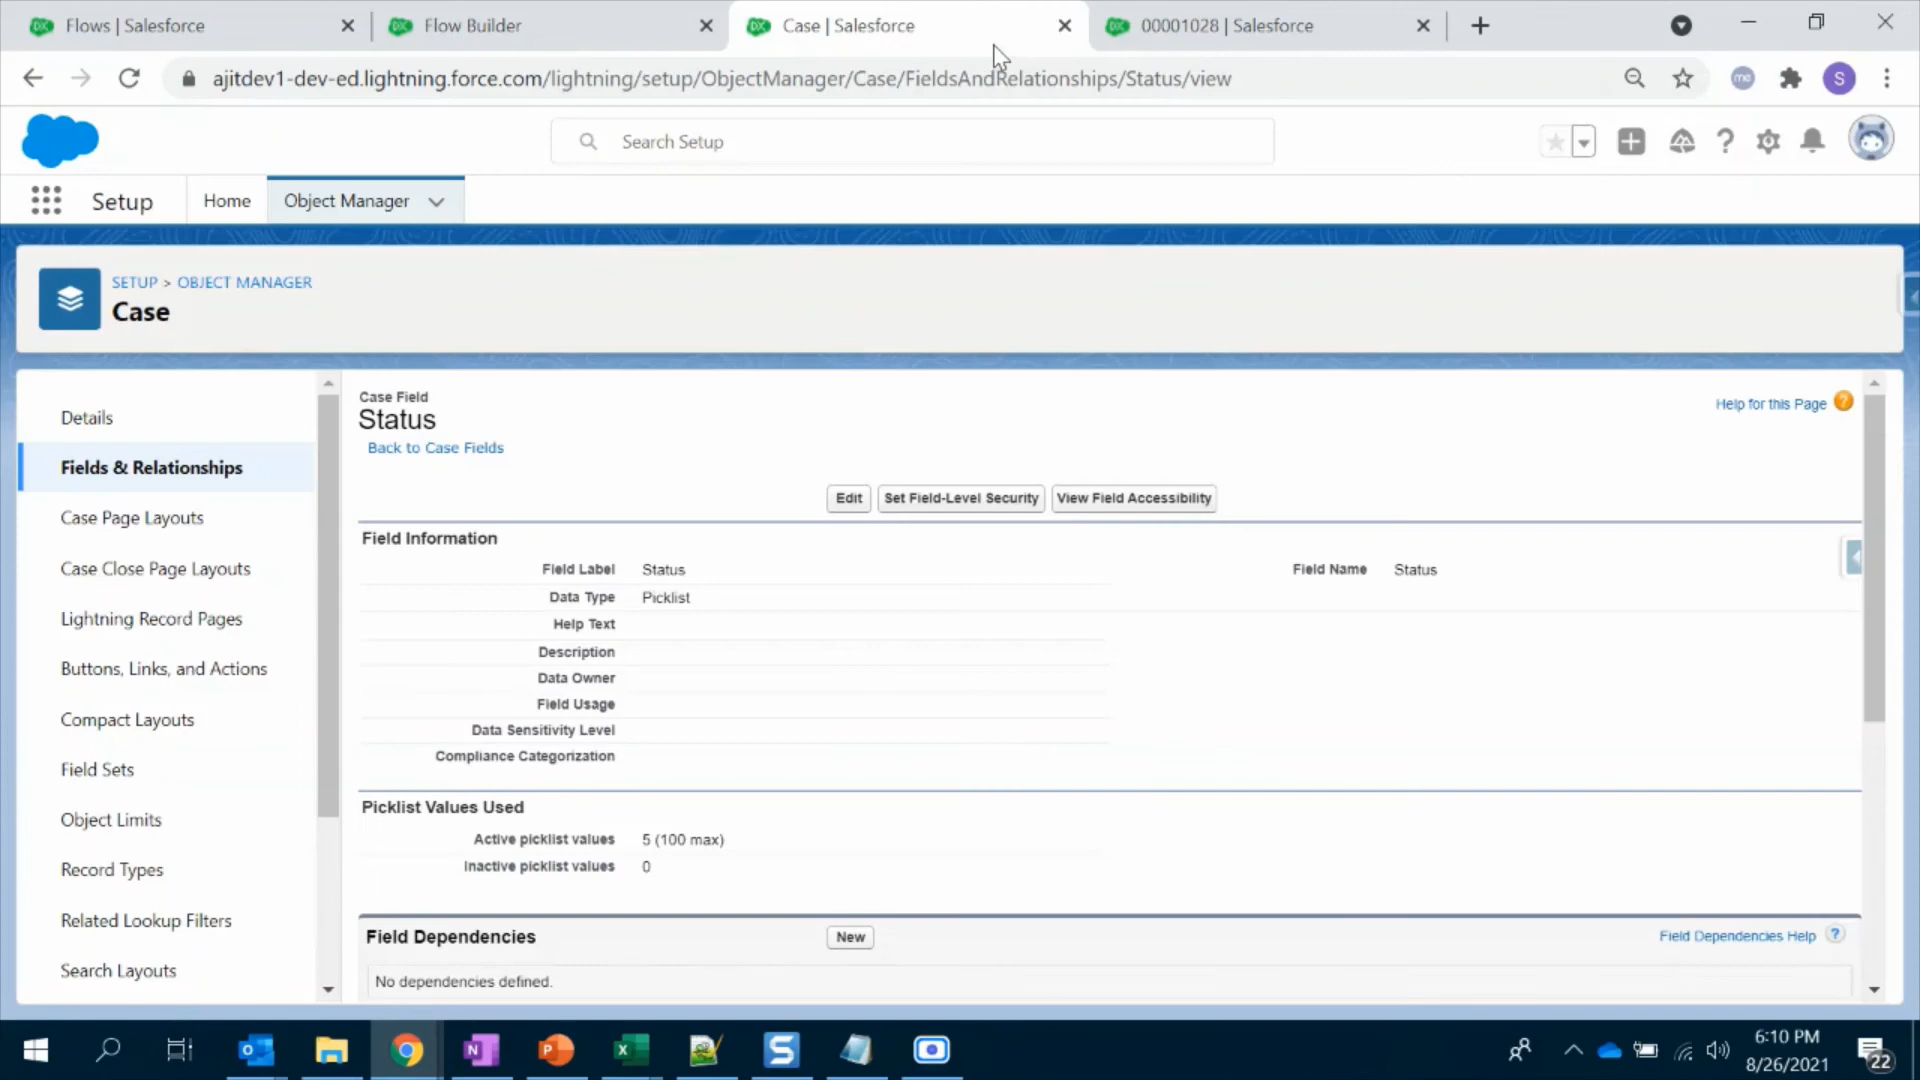 Flows | Salesforce
Flow Builder
Case | Salesforce
00001028 | Salesforce
ajitdev1-dev-ed.lightning.force.com/lightning/setup/ObjectManager/Case/FieldsAndRelationships/Status/view
me
S
Search Setup
Setup
Home
Object Manager
SETUP > OBJECT MANAGER
Case
Details
Fields & Relationships
Case Page Layouts
Case Close Page Layouts
Lightning Record Pages
Buttons, Links, and Actions
Compact Layouts
Field Sets
Object Limits
Record Types
Related Lookup Filters
Search Layouts
Case Field
Status
Back to Case Fields
Help for this Page ?
Edit
Set Field-Level Security
View Field Accessibility
Field Information
Field Label Status
Field Name Status
Data Type Picklist
Help Text
Description
Data Owner
Field Usage
Data Sensitivity Level
Compliance Categorization
Picklist Values Used
Active picklist values 5 (100 max)
Inactive picklist values 0
Field Dependencies
New
Field Dependencies Help ?
No dependencies defined.
6:10 PM
8/26/2021
22